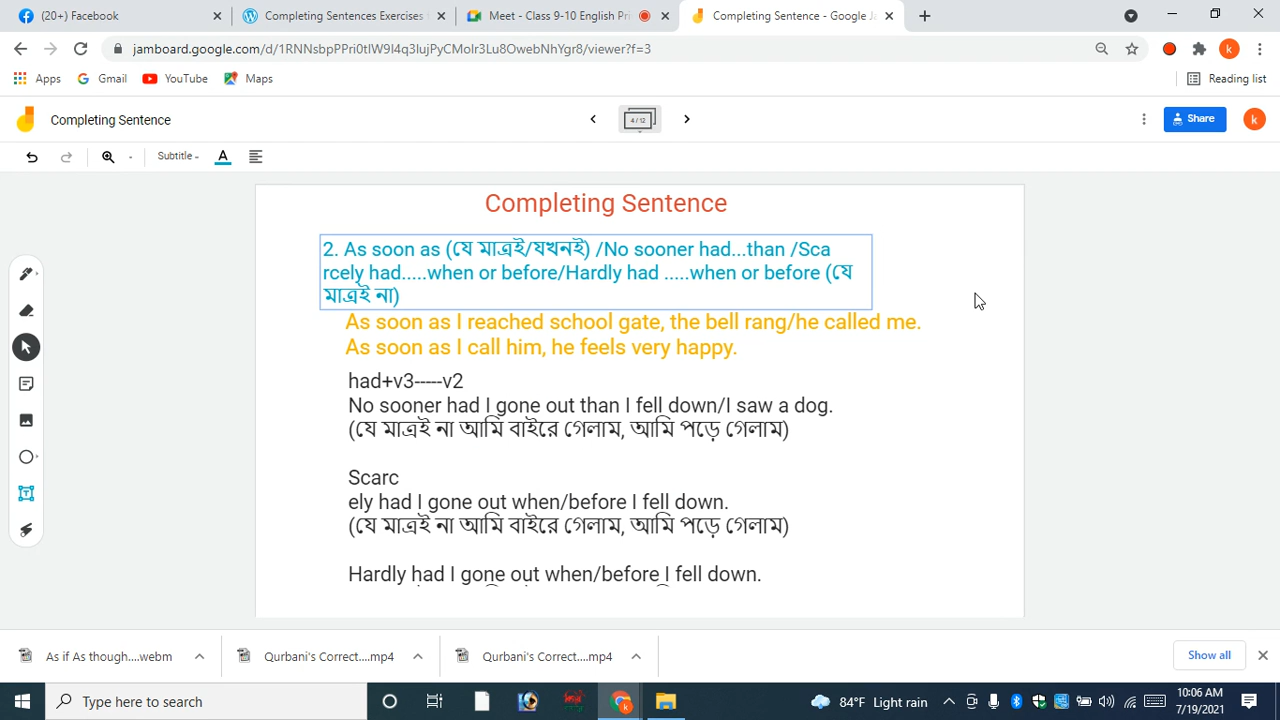 (20+) Facebook
Completing Sentences Exercises
Meet - Class 9-10 English Pri
Completing Sentence - Google Ja
jamboard.google.com/d/1RNNsbpPPri0tlW9l4q3lujPyCMolr3Lu8OwebNhYgr8/viewer?f=3
Apps
Gmail
YouTube
Maps
Reading list
Completing Sentence
4 / 12
Share
k
Subtitle
Completing Sentence
2. As soon as (যে মাত্রই/যখনই) /No sooner had...than /Sca
rcely had.....when or before/Hardly had .....when or before (যে
মাত্রই না)
As soon as I reached school gate, the bell rang/he called me.
As soon as I call him, he feels very happy.
had+v3-----v2
No sooner had I gone out than I fell down/I saw a dog.
(যে মাত্রই না আমি বাইরে গেলাম, আমি পড়ে গেলাম)
Scarc
ely had I gone out when/before I fell down.
(যে মাত্রই না আমি বাইরে গেলাম, আমি পড়ে গেলাম)
Hardly had I gone out when/before I fell down.
As if As though....webm
Qurbani's Correct....mp4
Qurbani's Correct....mp4
Show all
Type here to search
84°F Light rain
10:06 AM
7/19/2021